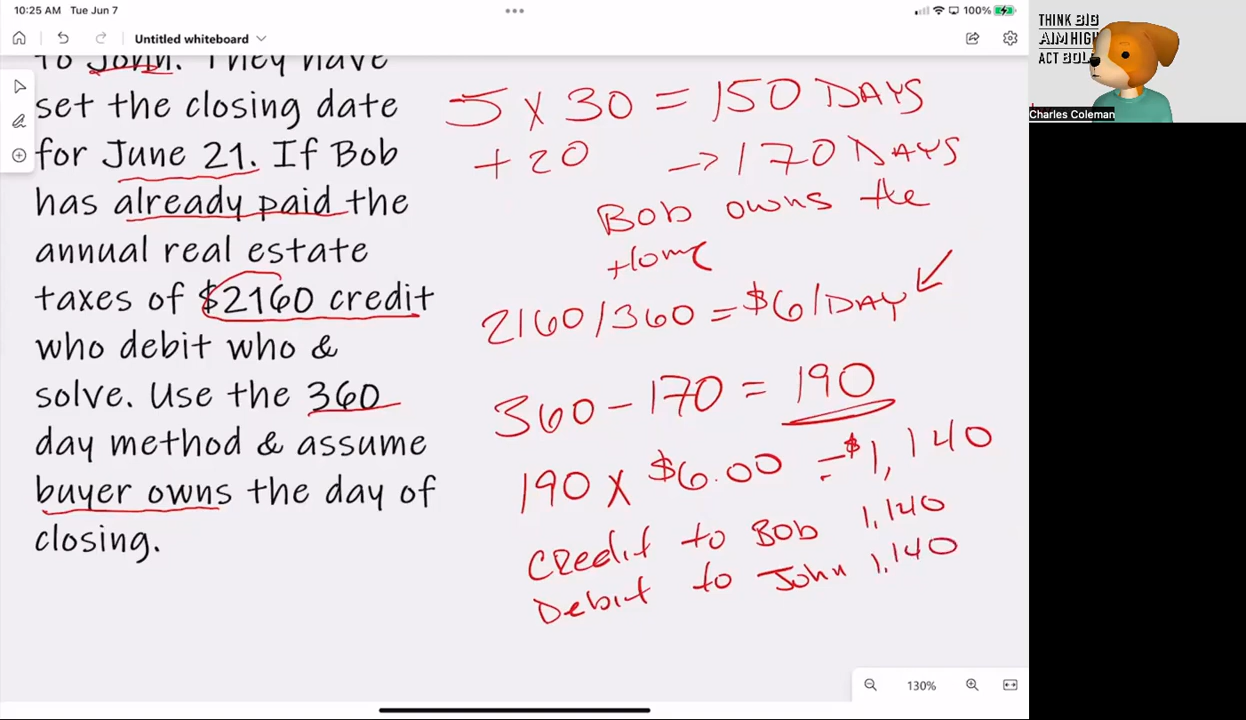 10:25 AM Tue Jun 7
100%
Untitled whiteboard
to John. They have
set the closing date
for June 21. If Bob
has already paid the
annual real estate
taxes of $2160 credit
who debit who &
solve. Use the 360
day method & assume
buyer owns the day of
closing.
5 x 30 = 150 DAYS
+20 → 170 DAYS
Bob owns the
Home
2160/360 = $6/DAY
360 - 170 = 190
190 x $6.00 = $1,140
Credit to Bob 1,140
Debit to John 1,140
130%
THINK BIG
AIM HIGH
ACT BOL
Charles Coleman